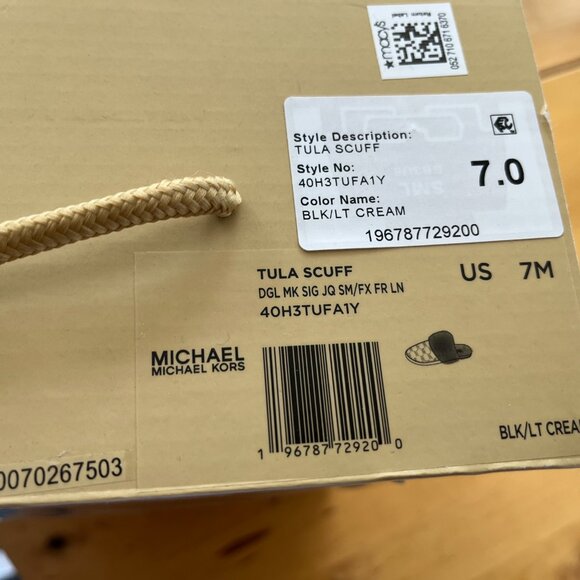 ★macy's
Return Label
052 710 671 6370
Style Description:
TULA SCUFF
Style No:
40H3TUFA1Y
Color Name:
BLK/LT CREAM
7.0
196787729200
TULA SCUFF
US 7M
DGL MK SIG JQ SM/FX FR LN
40H3TUFA1Y
MICHAEL
MICHAEL KORS
1 96787 72920 0
BLK/LT CREA
0070267503